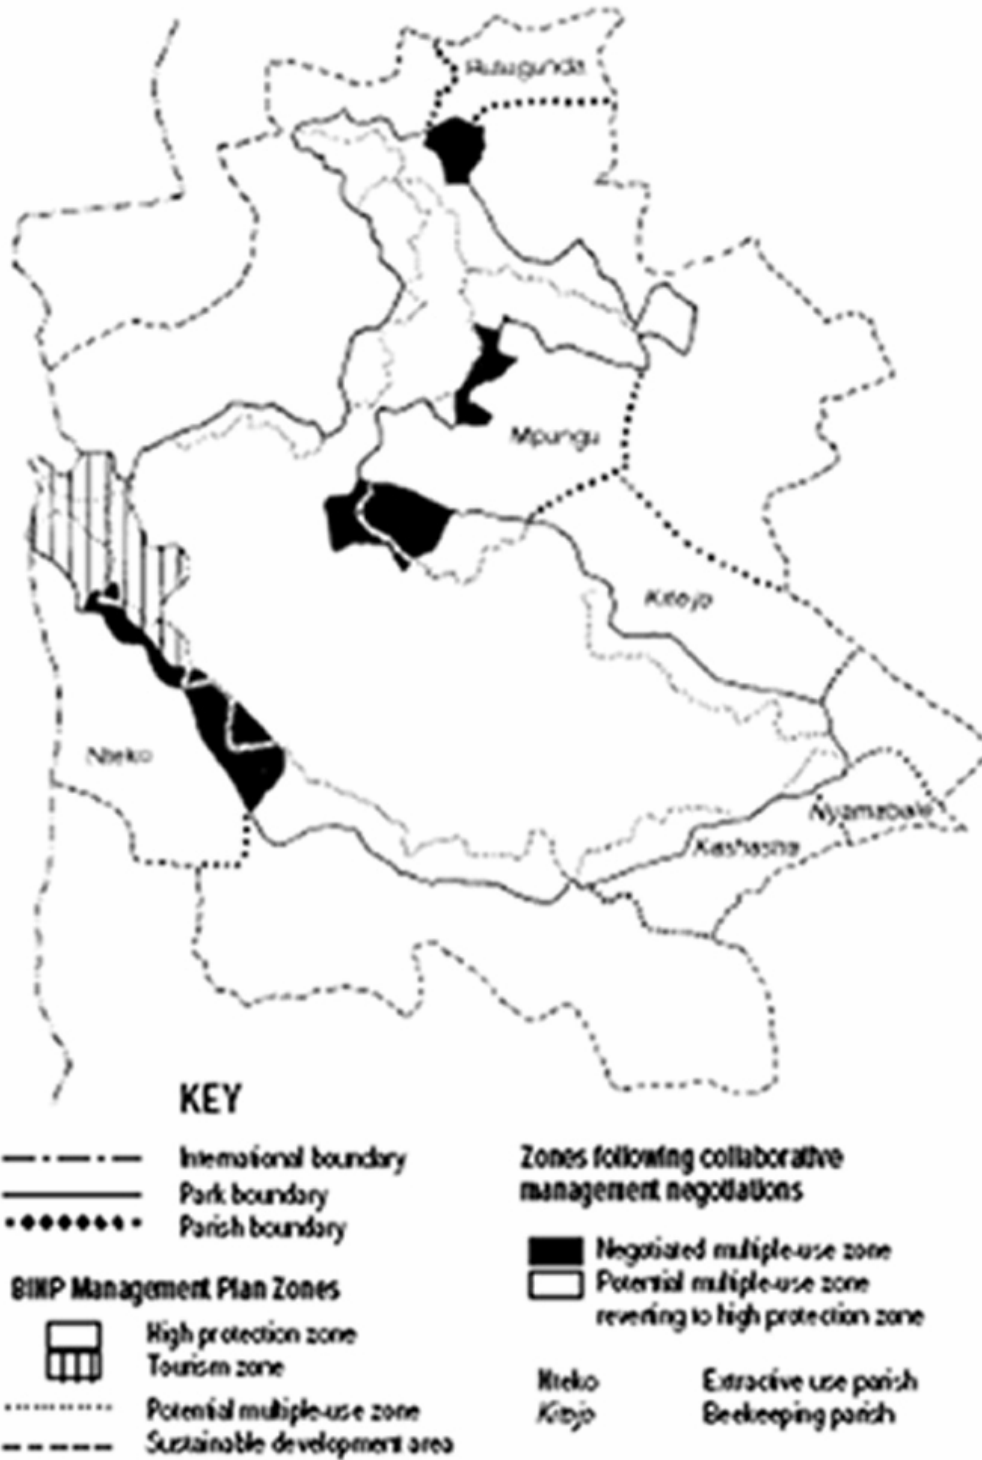 Mpungu
Kitojo
Nteko
Nyamabale
Kashasha
KEY
International boundary
Park boundary
Parish boundary
BINP Management Plan Zones
High protection zone
Tourism zone
Potential multiple-use zone
Sustainable development area
Zones following collaborative
management negotiations
Negotiated multiple-use zone
Potential multiple-use zone
reverting to high protection zone
Nteko Extractive use parish
Kitojo Beekeeping parish